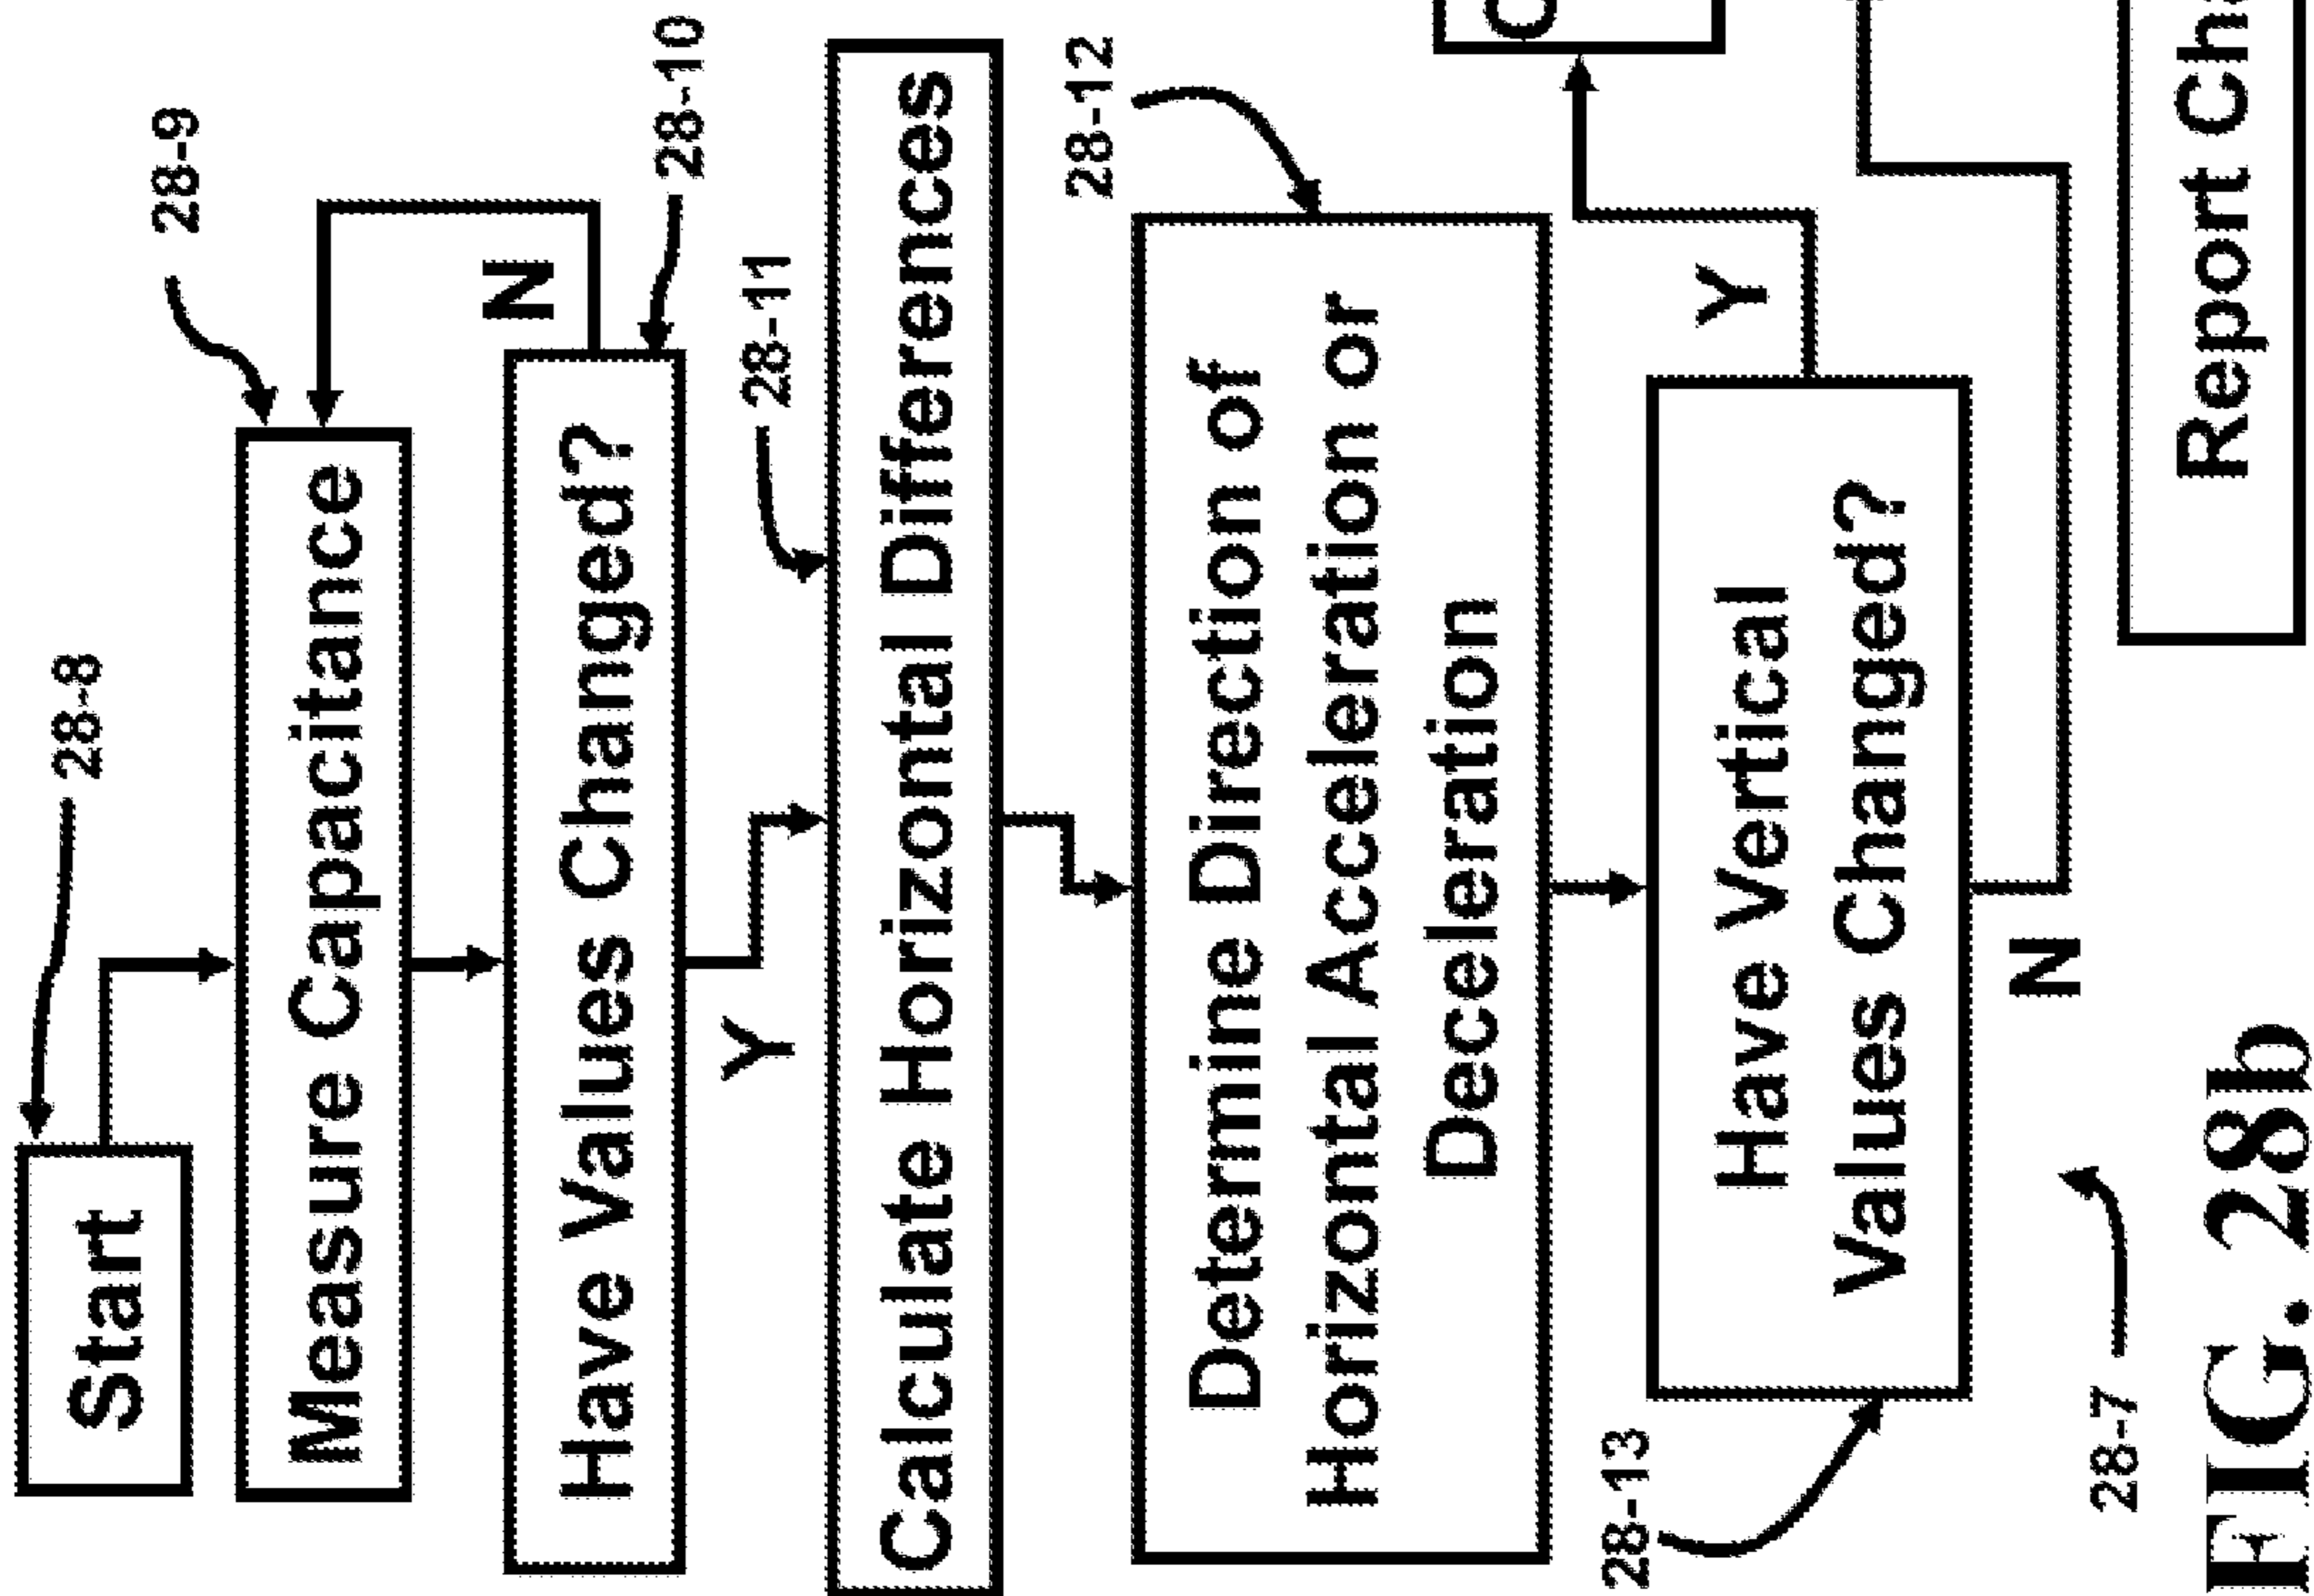 28-8
Start
28-9
Measure Capacitance
N
28-10
Have Values Changed?
Y
28-11
Calculate Horizontal Differences
28-12
Determine Direction of
Horizontal Acceleration or
Deceleration
Have Vertical
Values Changed?
Y
28-13
N
28-7
Report
FIG. 28b